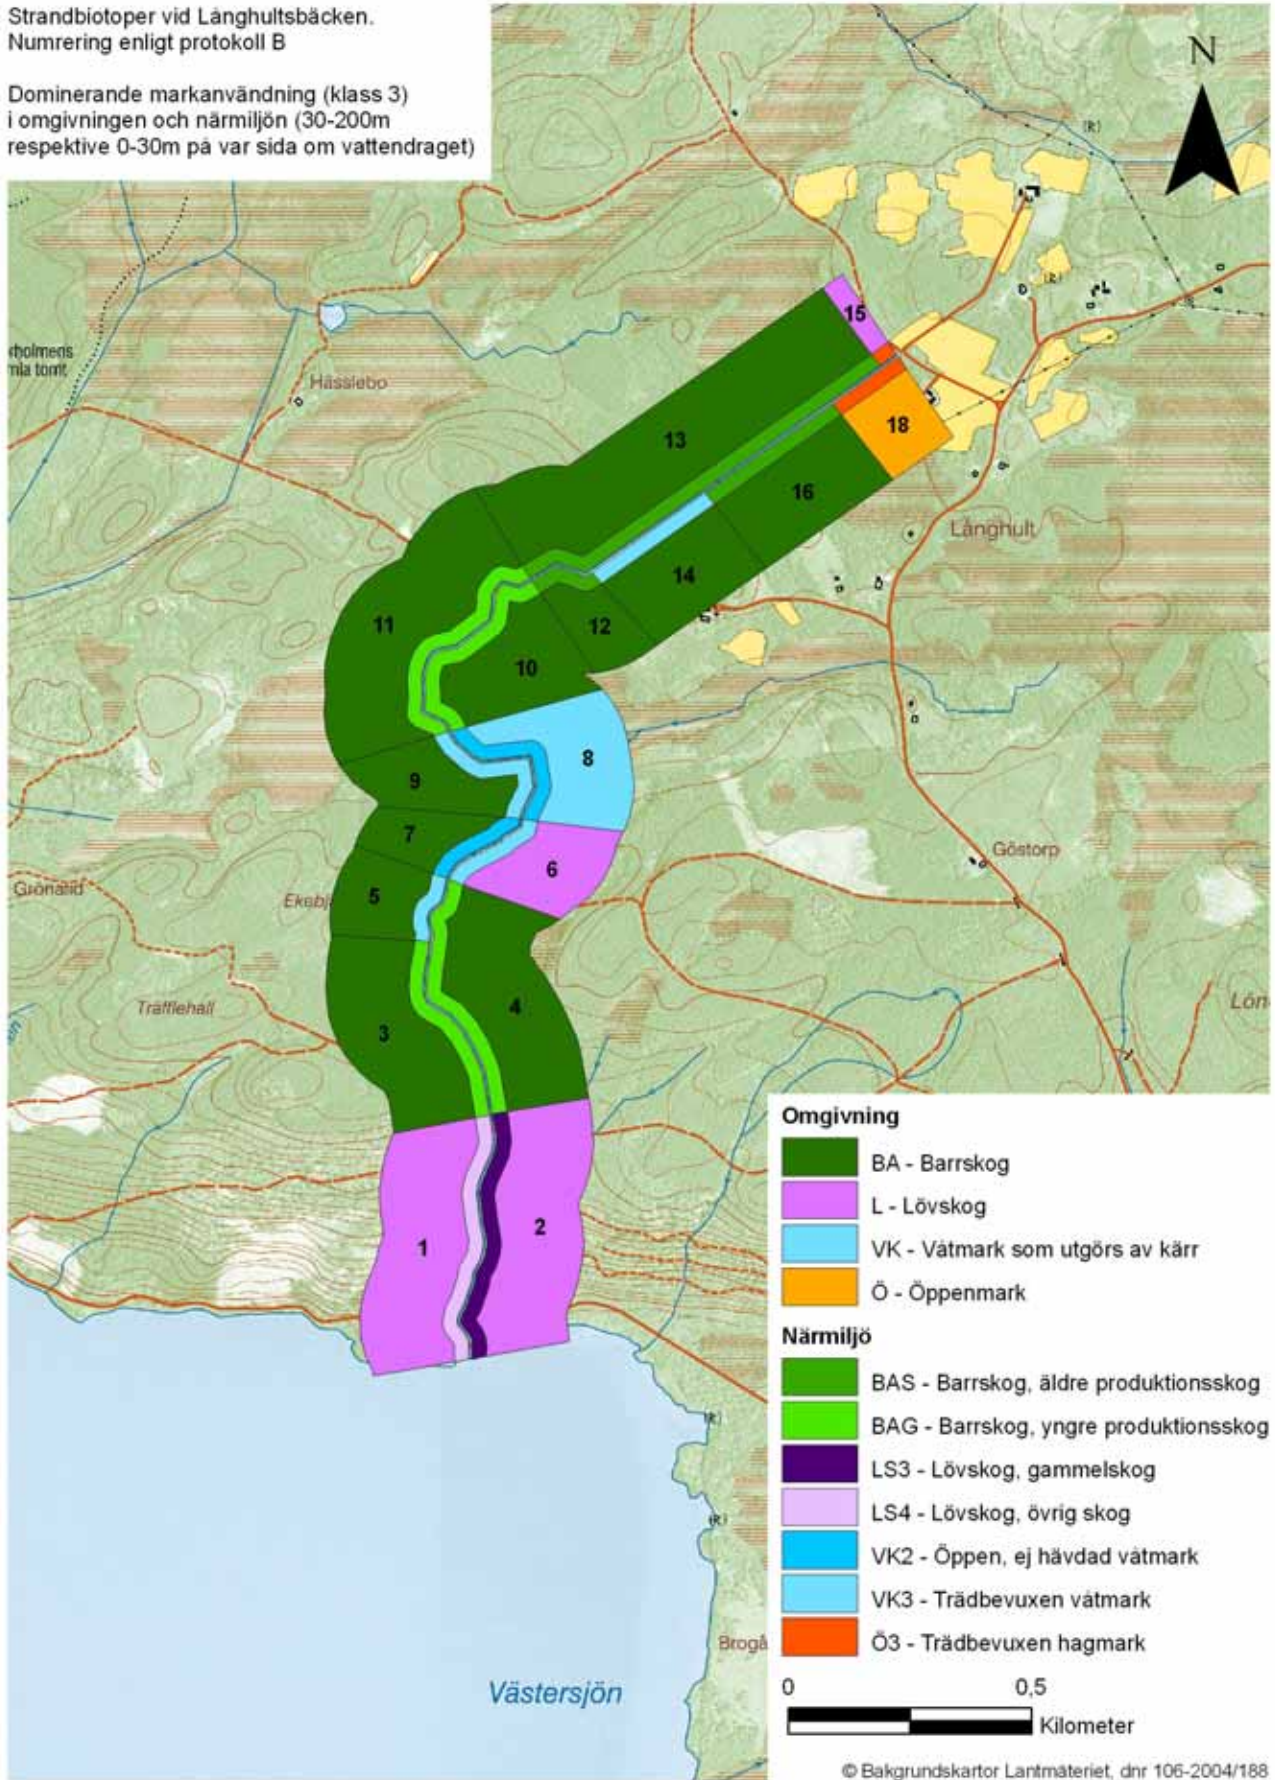 Strandbiotoper vid Långhultsbäcken.
Numrering enligt protokoll B
Dominerande markanvändning (klass 3)
i omgivningen och närmiljön (30-200m
respektive 0-30m på var sida om vattendraget)
N
(R)
(R)
15
Hässlebo
13
18
16
Långhult
14
11
12
10
8
9
7
6
Göstorp
5
Grönalid
4
Träfflehall
3
2
1
Omgivning
BA - Barrskog
L - Lövskog
VK - Våtmark som utgörs av kärr
Ö - Öppenmark
Närmiljö
BAS - Barrskog, äldre produktionsskog
BAG - Barrskog, yngre produktionsskog
LS3 - Lövskog, gammelskog
LS4 - Lövskog, övrig skog
VK2 - Öppen, ej hävdad våtmark
VK3 - Trädbevuxen våtmark
Ö3 - Trädbevuxen hagmark
(R)
(R)
Västersjön
0 0,5
Kilometer
© Bakgrundskartor Lantmäteriet, dnr 106-2004/188